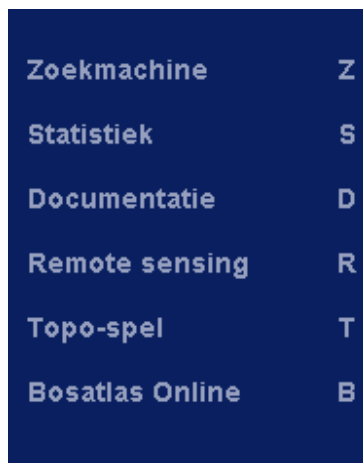 Zoekmachine Z
Statistiek S
Documentatie D
Remote sensing R
Topo-spel T
Bosatlas Online B